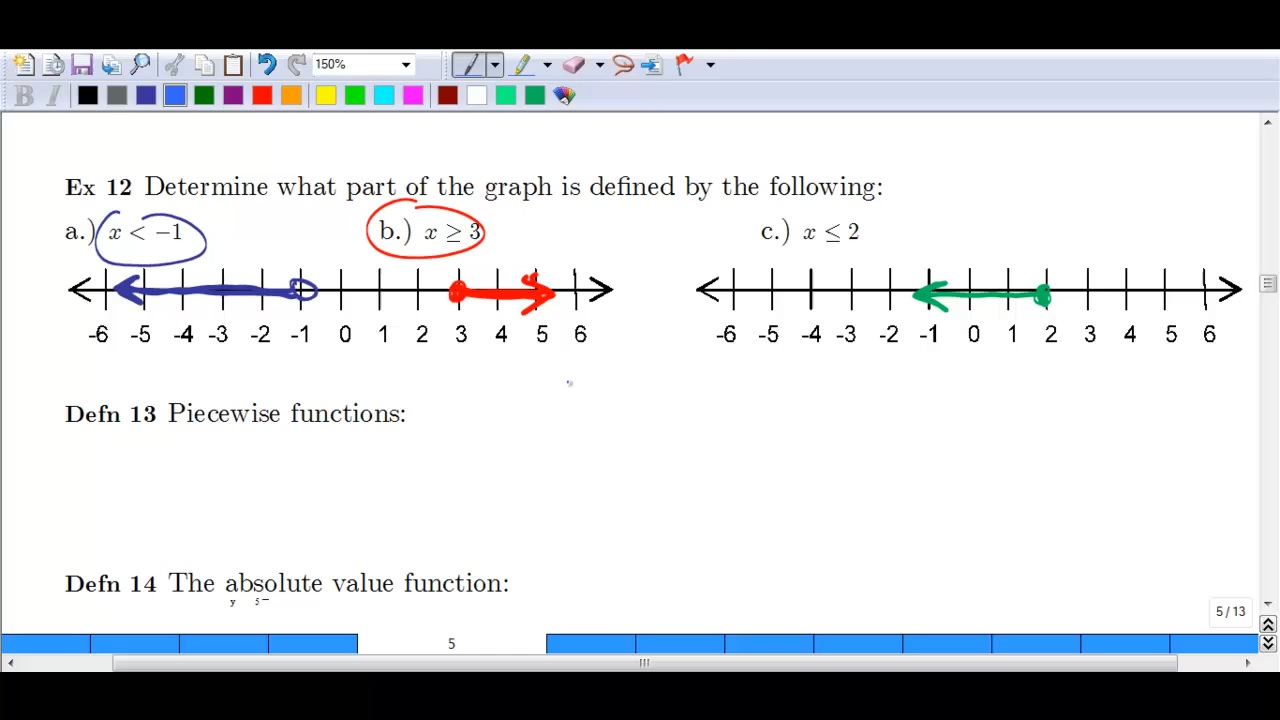 150%
B I
Ex 12 Determine what part of the graph is defined by the following:
a.) x < −1 b.) x ≥ 3 c.) x ≤ 2
-6 -5 -4 -3 -2 -1 0 1 2 3 4 5 6 -6 -5 -4 -3 -2 -1 0 1 2 3 4 5 6
Defn 13 Piecewise functions:
Defn 14 The absolute value function:
5 / 13
5